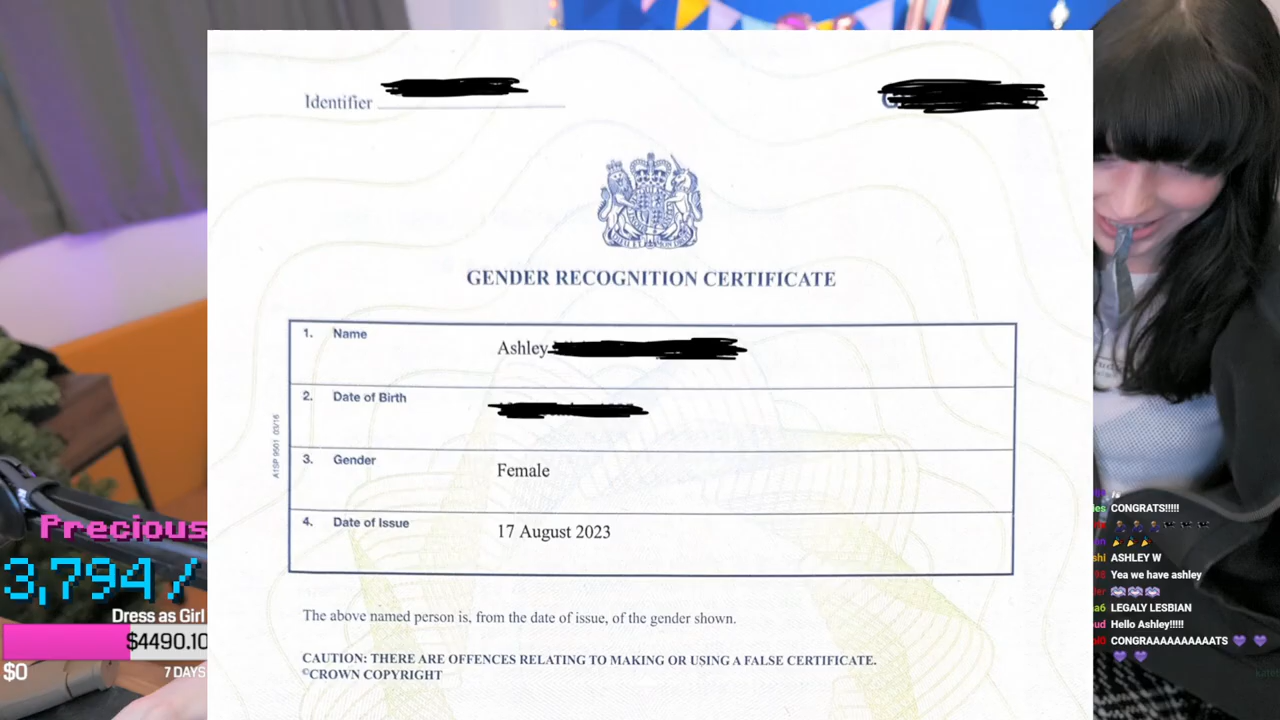 Identifier
GENDER RECOGNITION CERTIFICATE
1. Name
Ashley
2. Date of Birth
3. Gender
Female
4. Date of Issue
17 August 2023
The above named person is, from the date of issue, of the gender shown.
CAUTION: THERE ARE OFFENCES RELATING TO MAKING OR USING A FALSE CERTIFICATE.
©CROWN COPYRIGHT
Precious
3,794/
Dress as Girl
$4490.10
$0
7 DAYS
CONGRATS!!!!!
ASHLEY W
Yea we have ashley
LEGALY LESBIAN
Hello Ashley!!!!!
CONGRAAAAAAAAAATS